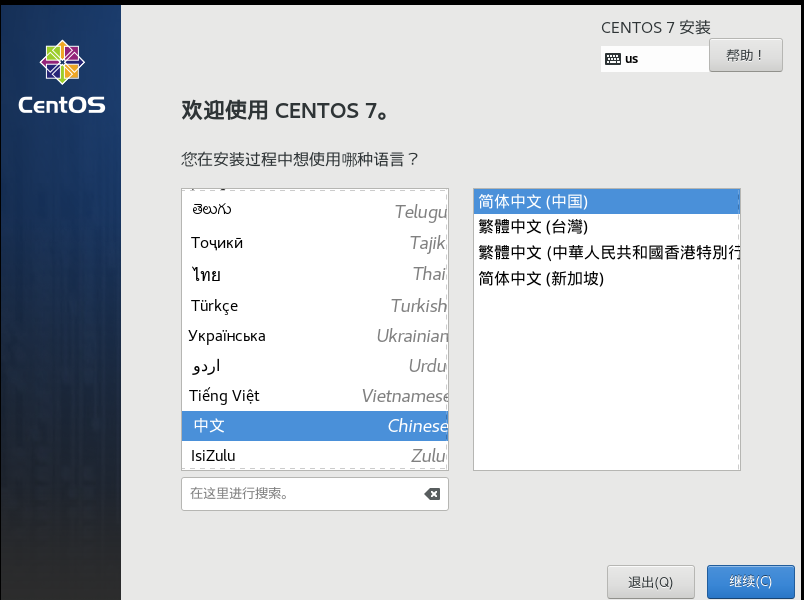 CENTOS 7 安装
us
帮助！
CentOS
欢迎使用 CENTOS 7。
您在安装过程中想使用哪种语言？
తెలుగు Telugu
Тоҷикӣ Tajik
ไทย Thai
Türkçe Turkish
Українська Ukrainian
اردو Urdu
Tiếng Việt Vietnamese
中文 Chinese
IsiZulu Zulu
简体中文 (中国)
繁體中文 (台灣)
繁體中文 (中華人民共和國香港特別行
简体中文 (新加坡)
在这里进行搜索。
退出(Q)
继续(C)